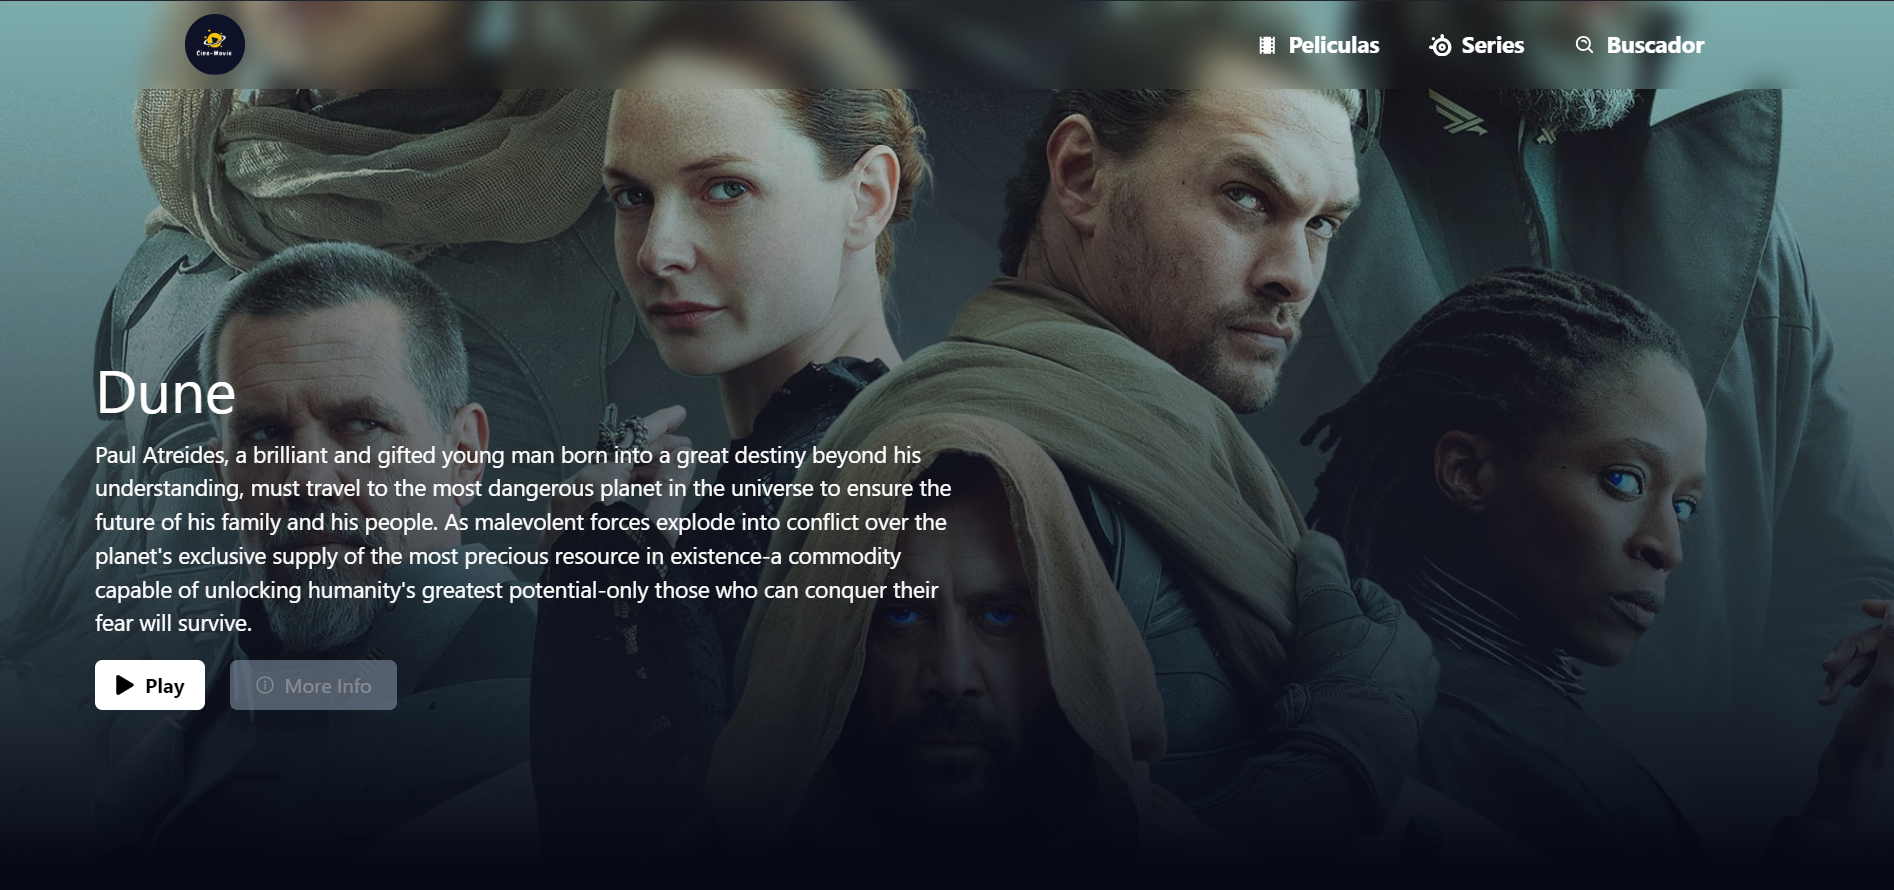 Cine-Movie
Peliculas
Series
Buscador
Dune
Paul Atreides, a brilliant and gifted young man born into a great destiny beyond his
understanding, must travel to the most dangerous planet in the universe to ensure the
future of his family and his people. As malevolent forces explode into conflict over the
planet's exclusive supply of the most precious resource in existence-a commodity
capable of unlocking humanity's greatest potential-only those who can conquer their
fear will survive.
Play
More Info